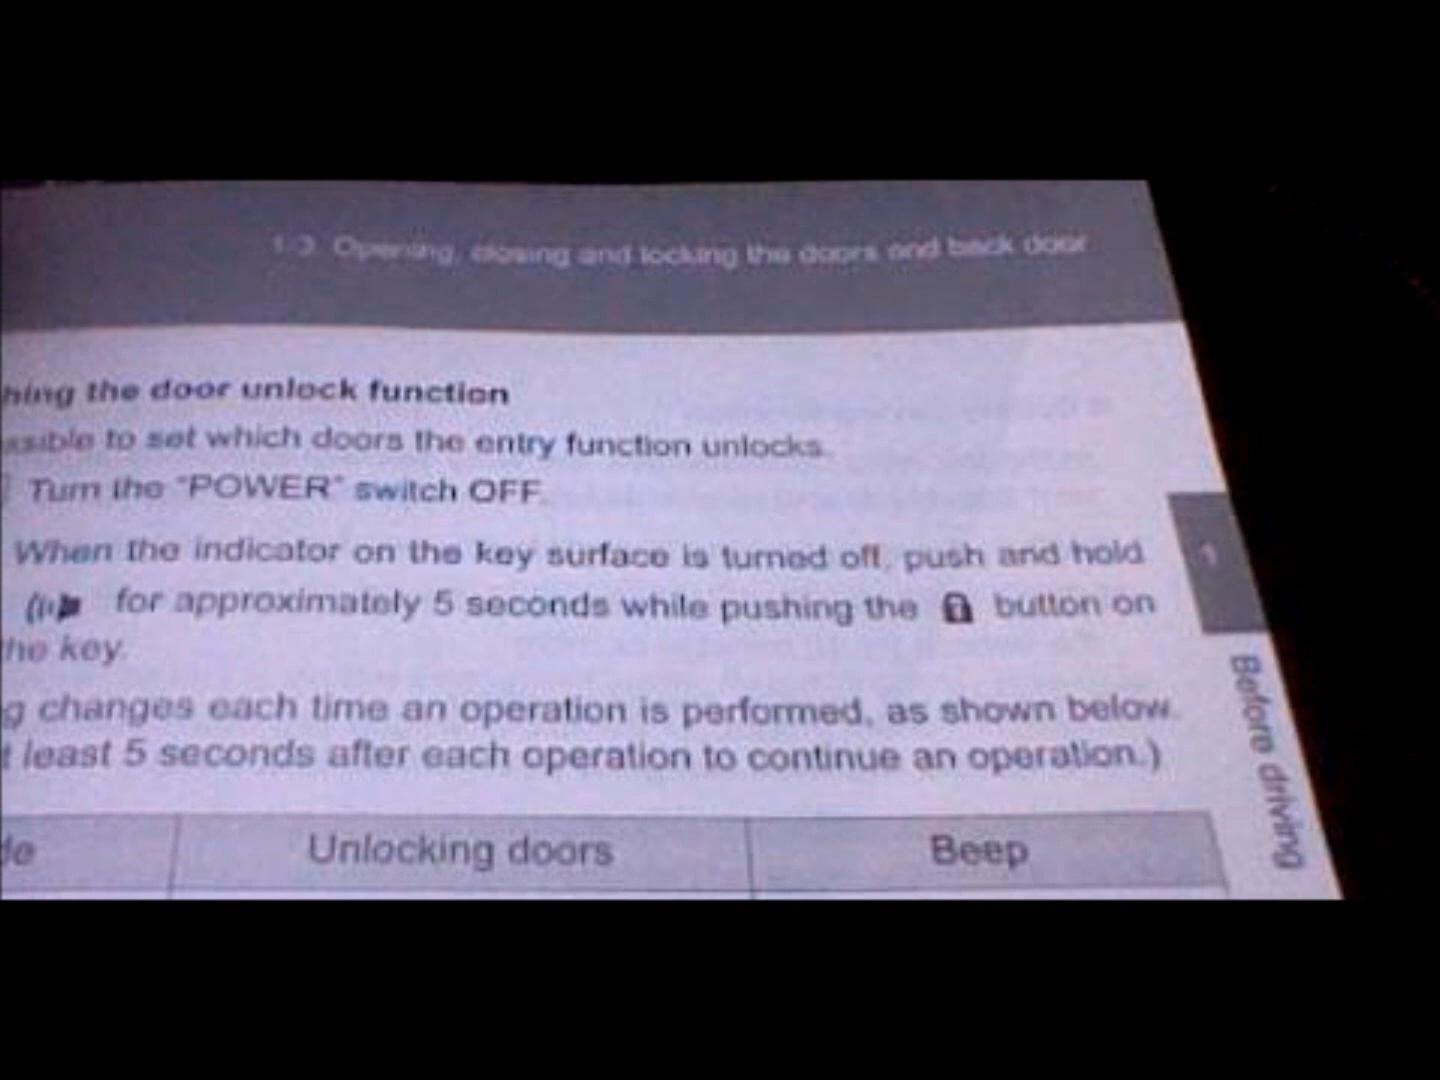 1-3. Opening, closing and locking the doors and back door
hing the door unlock function
ssible to set which doors the entry function unlocks.
Turn the "POWER" switch OFF.
When the indicator on the key surface is turned off, push and hold
for approximately 5 seconds while pushing the button on
he key.
1
g changes each time an operation is performed, as shown below.
t least 5 seconds after each operation to continue an operation.)
Before driving
de Unlocking doors Beep